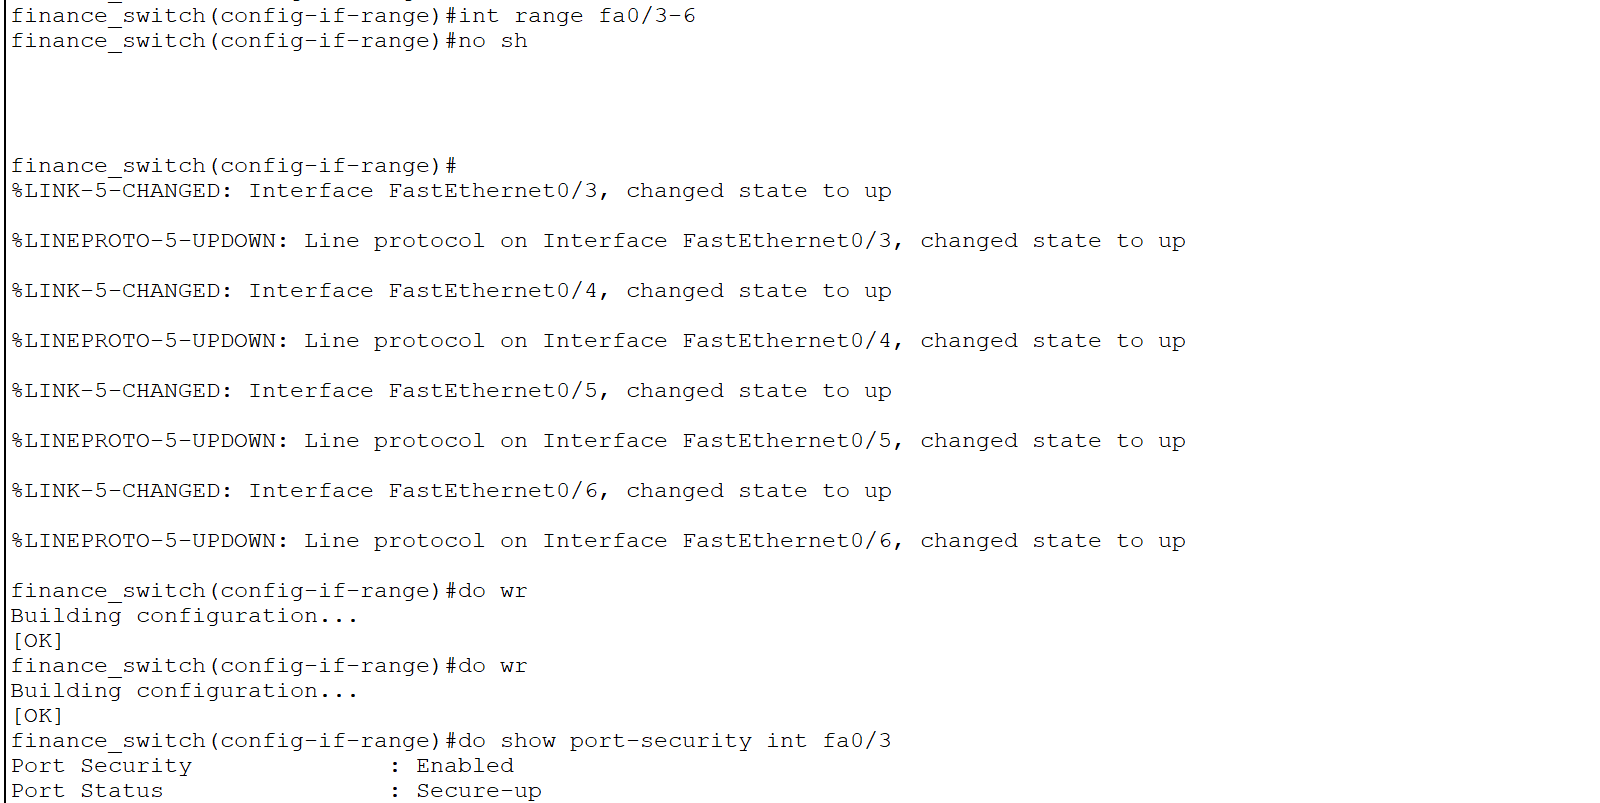 finance_switch(config-if-range)#int range fa0/3-6
finance_switch(config-if-range)#no sh
finance_switch(config-if-range)#
%LINK-5-CHANGED: Interface FastEthernet0/3, changed state to up
%LINEPROTO-5-UPDOWN: Line protocol on Interface FastEthernet0/3, changed state to up
%LINK-5-CHANGED: Interface FastEthernet0/4, changed state to up
%LINEPROTO-5-UPDOWN: Line protocol on Interface FastEthernet0/4, changed state to up
%LINK-5-CHANGED: Interface FastEthernet0/5, changed state to up
%LINEPROTO-5-UPDOWN: Line protocol on Interface FastEthernet0/5, changed state to up
%LINK-5-CHANGED: Interface FastEthernet0/6, changed state to up
%LINEPROTO-5-UPDOWN: Line protocol on Interface FastEthernet0/6, changed state to up
finance_switch(config-if-range)#do wr
Building configuration...
[OK]
finance_switch(config-if-range)#do wr
Building configuration...
[OK]
finance_switch(config-if-range)#do show port-security int fa0/3
Port Security : Enabled
Port Status : Secure-up